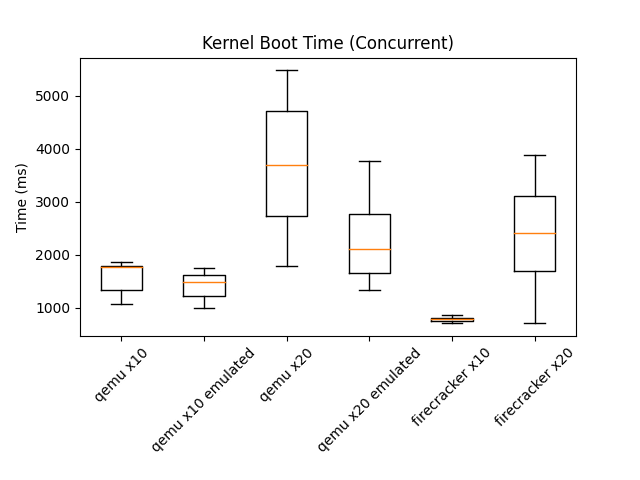 Kernel Boot Time (Concurrent)
Time (ms)
5000
4000
3000
2000
1000
qemu x10
qemu x10 emulated
qemu x20
qemu x20 emulated
firecracker x10
firecracker x20